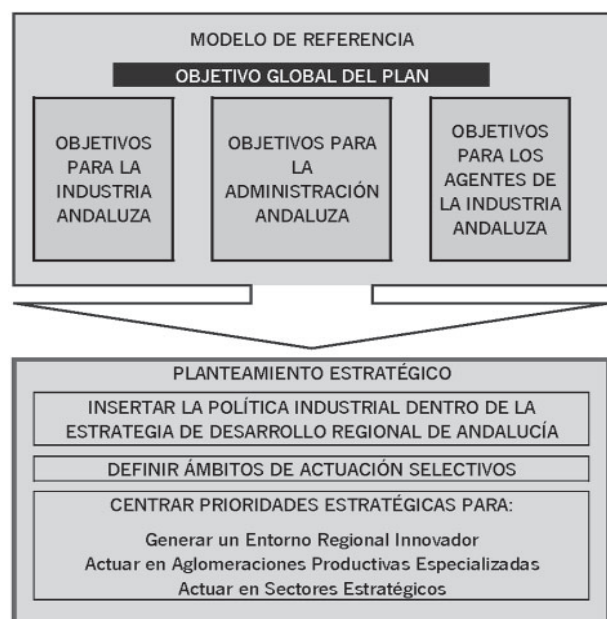 MODELO DE REFERENCIA
OBJETIVO GLOBAL DEL PLAN
OBJETIVOS
PARA LA
INDUSTRIA
ANDALUZA
OBJETIVOS PARA
LA
ADMINISTRACIÓN
ANDALUZA
OBJETIVOS
PARA LOS
AGENTES DE
LA INDUSTRIA
ANDALUZA
PLANTEAMIENTO ESTRATÉGICO
INSERTAR LA POLÍTICA INDUSTRIAL DENTRO DE LA
ESTRATEGIA DE DESARROLLO REGIONAL DE ANDALUCÍA
DEFINIR ÁMBITOS DE ACTUACIÓN SELECTIVOS
CENTRAR PRIORIDADES ESTRATÉGICAS PARA:
Generar un Entorno Regional Innovador
Actuar en Aglomeraciones Productivas Especializadas
Actuar en Sectores Estratégicos